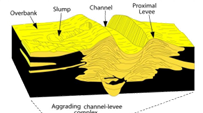 Overbank
Slump
Channel
Proximal
Levee
Aggrading channel-levee
complex